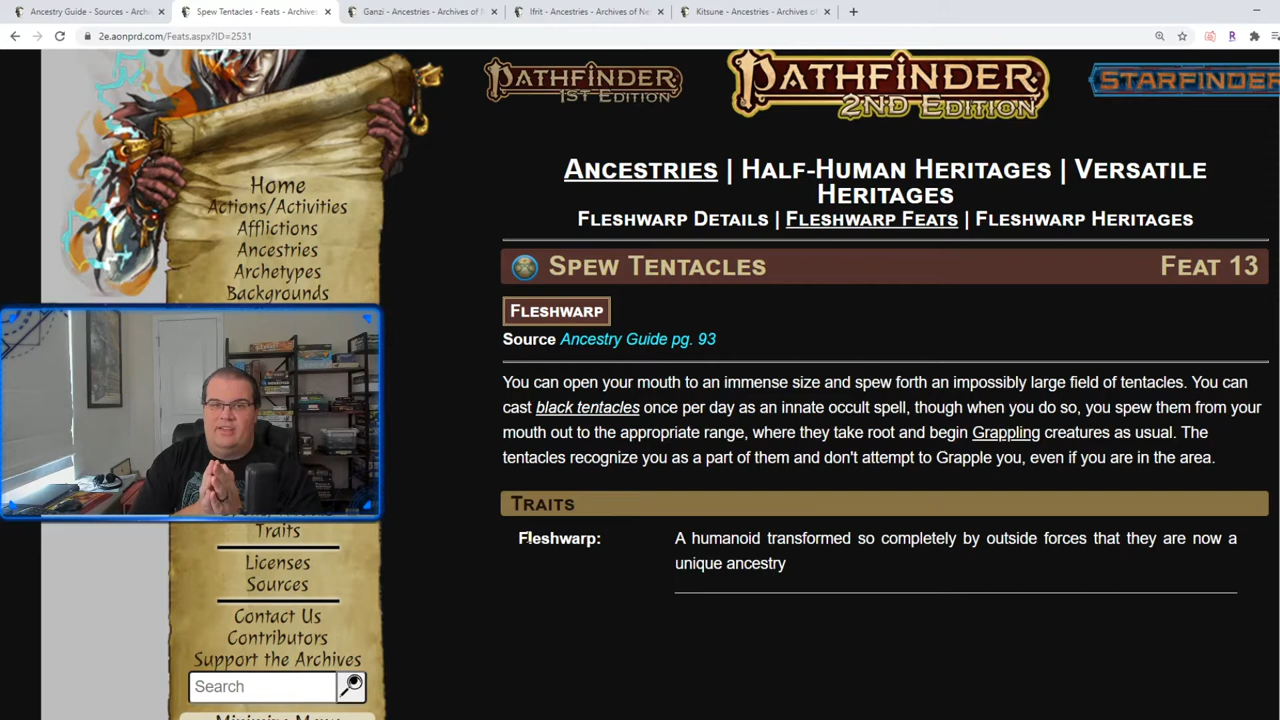 Ancestry Guide - Sources - Archi
Spew Tentacles - Feats - Archives
Ganzi - Ancestries - Archives of N
Ifrit - Ancestries - Archives of Ne
Kitsune - Ancestries - Archives of
2e.aonprd.com/Feats.aspx?ID=2531
PATHFINDER
1ST EDITION
PATHFINDER
2ND EDITION
STARFINDER
Home
Actions/Activities
Afflictions
Ancestries
Archetypes
Backgrounds
Traits
Licenses
Sources
Contact Us
Contributors
Support the Archives
Search
Minimize Menu
ANCESTRIES | HALF-HUMAN HERITAGES | VERSATILE
HERITAGES
FLESHWARP DETAILS | FLESHWARP FEATS | FLESHWARP HERITAGES
SPEW TENTACLES FEAT 13
FLESHWARP
Source Ancestry Guide pg. 93
You can open your mouth to an immense size and spew forth an impossibly large field of tentacles. You can
cast black tentacles once per day as an innate occult spell, though when you do so, you spew them from your
mouth out to the appropriate range, where they take root and begin Grappling creatures as usual. The
tentacles recognize you as a part of them and don't attempt to Grapple you, even if you are in the area.
TRAITS
Fleshwarp: A humanoid transformed so completely by outside forces that they are now a
unique ancestry